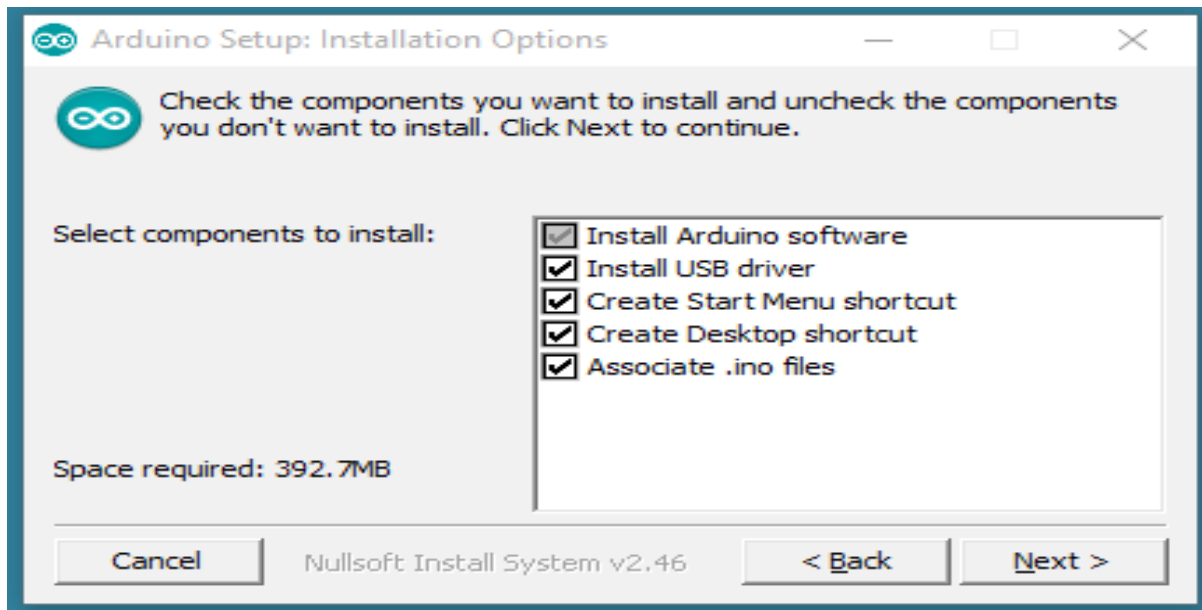 Arduino Setup: Installation Options
Check the components you want to install and uncheck the components
you don't want to install. Click Next to continue.
Select components to install:
Install Arduino software
Install USB driver
Create Start Menu shortcut
Create Desktop shortcut
Associate .ino files
Space required: 392.7MB
Cancel
Nullsoft Install System v2.46
< Back
Next >